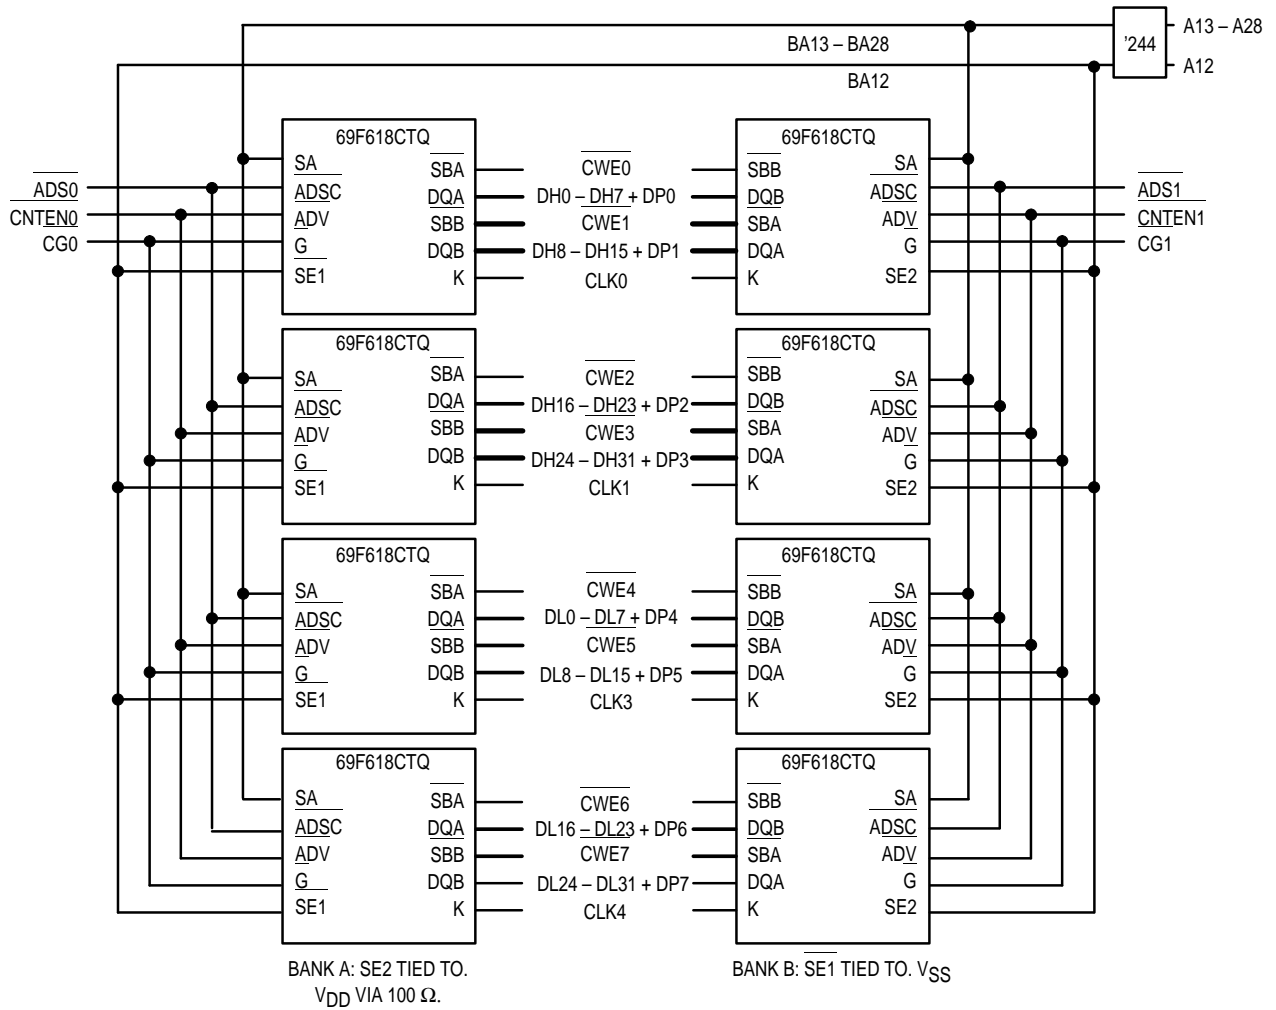 A13 – A28
'244
BA13 – BA28
A12
BA12
69F618CTQ
SA
ADSC
ADV
G
SE1
SBA
DQA
SBB
DQB
K
ADS0
CNTEN0
CG0
CWE0
DH0 – DH7 + DP0
CWE1
DH8 – DH15 + DP1
CLK0
69F618CTQ
SBB
DQB
SBA
DQA
K
SA
ADSC
ADV
G
SE2
ADS1
CNTEN1
CG1
69F618CTQ
SA
ADSC
ADV
G
SE1
SBA
DQA
SBB
DQB
K
CWE2
DH16 – DH23 + DP2
CWE3
DH24 – DH31 + DP3
CLK1
69F618CTQ
SBB
DQB
SBA
DQA
K
SA
ADSC
ADV
G
SE2
69F618CTQ
SA
ADSC
ADV
G
SE1
SBA
DQA
SBB
DQB
K
CWE4
DL0 – DL7 + DP4
CWE5
DL8 – DL15 + DP5
CLK3
69F618CTQ
SBB
DQB
SBA
DQA
K
SA
ADSC
ADV
G
SE2
69F618CTQ
SA
ADSC
ADV
G
SE1
SBA
DQA
SBB
DQB
K
CWE6
DL16 – DL23 + DP6
CWE7
DL24 – DL31 + DP7
CLK4
69F618CTQ
SBB
DQB
SBA
DQA
K
SA
ADSC
ADV
G
SE2
BANK A: SE2 TIED TO.
VDD VIA 100 Ω.
BANK B: SE1 TIED TO. VSS